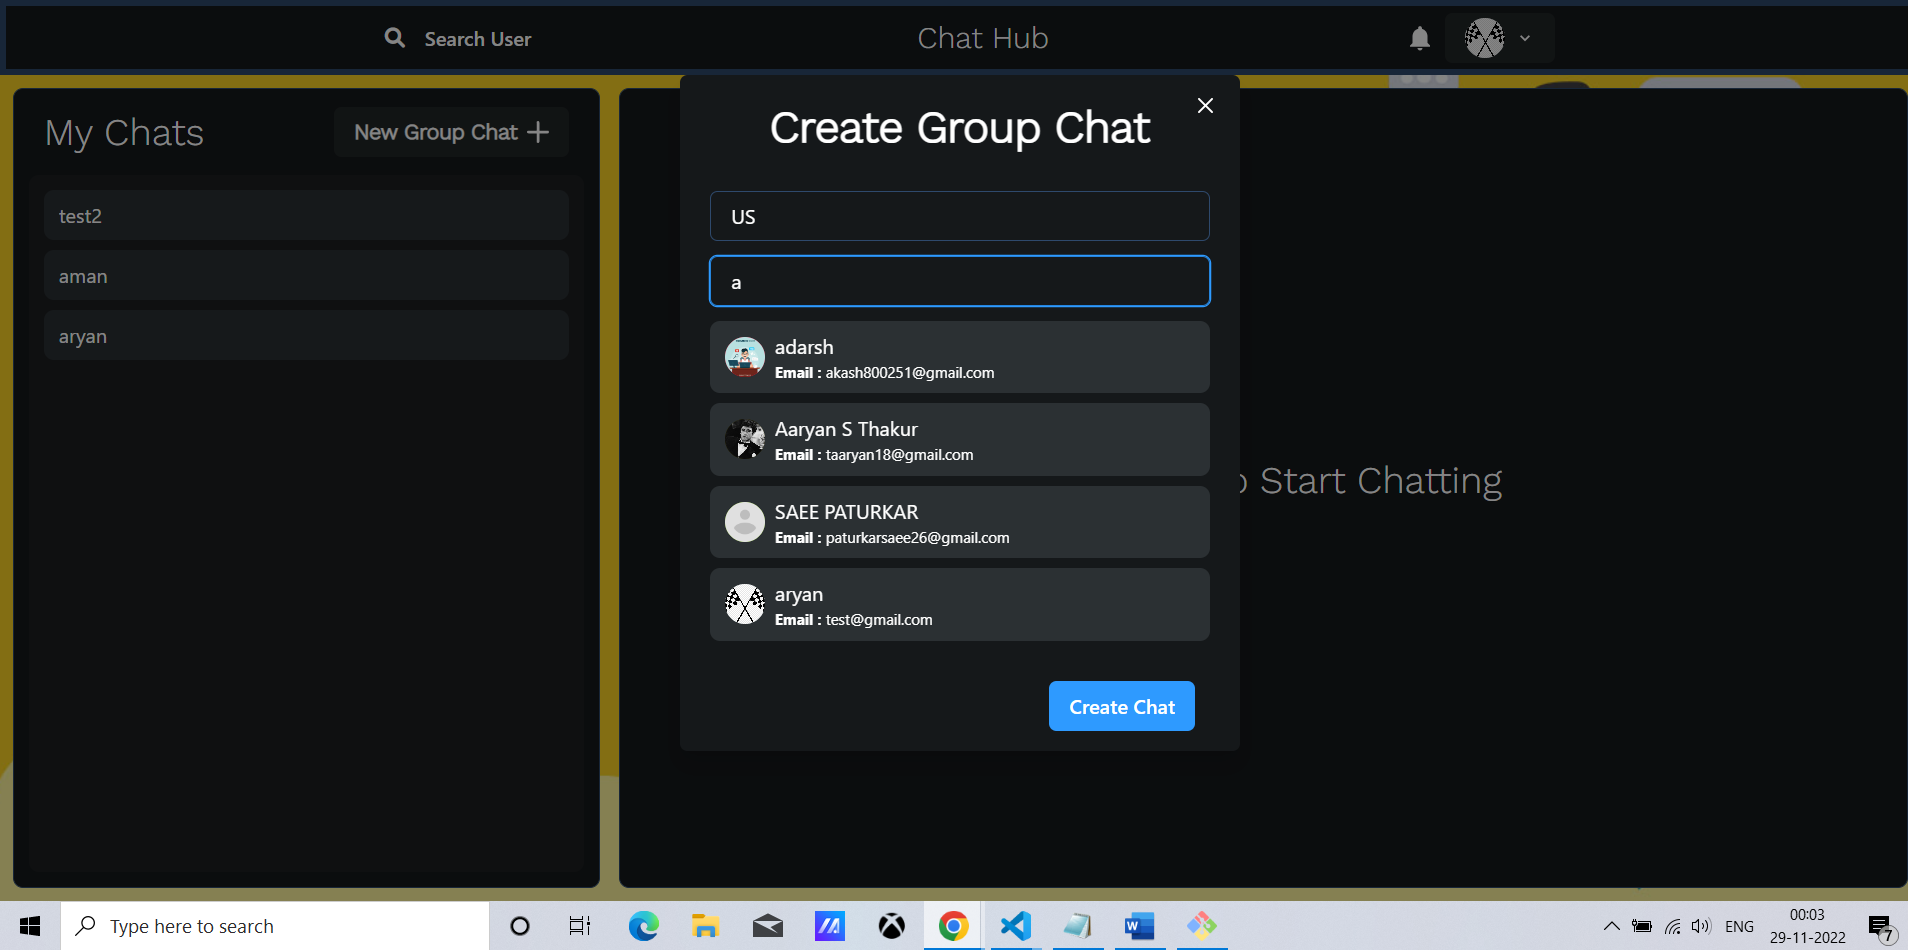 Search User
Chat Hub
My Chats
New Group Chat
test2
aman
aryan
Create Group Chat
US
a
adarsh
Email : akash800251@gmail.com
Aaryan S Thakur
Email : taaryan18@gmail.com
SAEE PATURKAR
Email : paturkarsaee26@gmail.com
aryan
Email : test@gmail.com
Create Chat
Start Chatting
Type here to search
ENG
00:03
29-11-2022
7